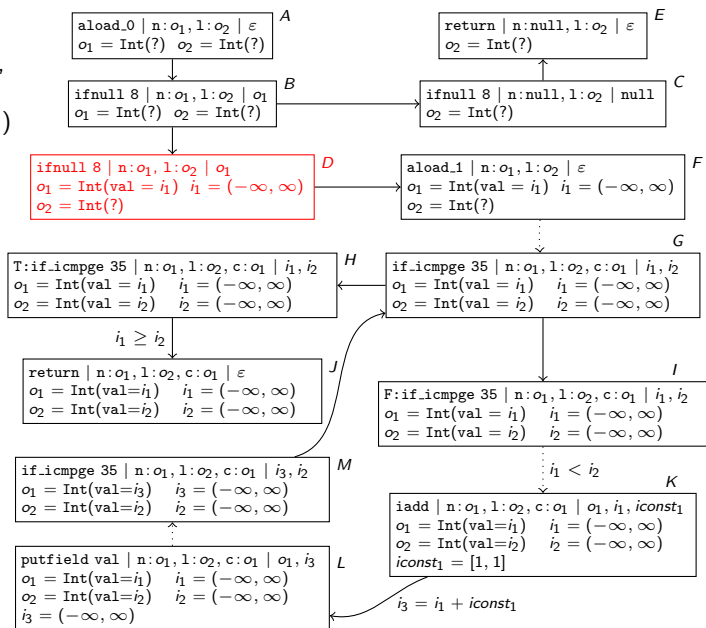 A
aload_0 | n:o₁, l:o₂ | ε
o₁ = Int(?) o₂ = Int(?)
E
return | n:null, l:o₂ | ε
o₂ = Int(?)
,
)
B
ifnull 8 | n:o₁, l:o₂ | o₁
o₁ = Int(?) o₂ = Int(?)
C
ifnull 8 | n:null, l:o₂ | null
o₂ = Int(?)
D
ifnull 8 | n:o₁, l:o₂ | o₁
o₁ = Int(val = i₁) i₁ = (−∞, ∞)
o₂ = Int(?)
F
aload_1 | n:o₁, l:o₂ | ε
o₁ = Int(val = i₁) i₁ = (−∞, ∞)
o₂ = Int(?)
G
if_icmpge 35 | n:o₁, l:o₂, c:o₁ | i₁, i₂
o₁ = Int(val = i₁) i₁ = (−∞, ∞)
o₂ = Int(val = i₂) i₂ = (−∞, ∞)
H
T:if_icmpge 35 | n:o₁, l:o₂, c:o₁ | i₁, i₂
o₁ = Int(val = i₁) i₁ = (−∞, ∞)
o₂ = Int(val = i₂) i₂ = (−∞, ∞)
i₁ ≥ i₂
J
return | n:o₁, l:o₂, c:o₁ | ε
o₁ = Int(val=i₁) i₁ = (−∞, ∞)
o₂ = Int(val=i₂) i₂ = (−∞, ∞)
I
F:if_icmpge 35 | n:o₁, l:o₂, c:o₁ | i₁, i₂
o₁ = Int(val = i₁) i₁ = (−∞, ∞)
o₂ = Int(val = i₂) i₂ = (−∞, ∞)
i₁ < i₂
M
if_icmpge 35 | n:o₁, l:o₂, c:o₁ | i₃, i₂
o₁ = Int(val=i₃) i₃ = (−∞, ∞)
o₂ = Int(val=i₂) i₂ = (−∞, ∞)
K
iadd | n:o₁, l:o₂, c:o₁ | o₁, i₁, iconst₁
o₁ = Int(val=i₁) i₁ = (−∞, ∞)
o₂ = Int(val=i₂) i₂ = (−∞, ∞)
iconst₁ = [1, 1]
L
putfield val | n:o₁, l:o₂, c:o₁ | o₁, i₃
o₁ = Int(val=i₁) i₁ = (−∞, ∞)
o₂ = Int(val=i₂) i₂ = (−∞, ∞)
i₃ = (−∞, ∞)
i₃ = i₁ + iconst₁